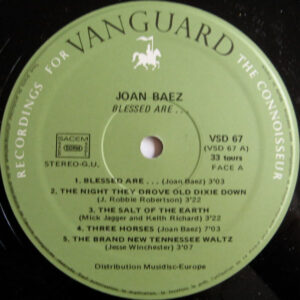 RECORDINGS FOR VANGUARD THE CONNOISSEUR
JOAN BAEZ
BLESSED ARE ...
SACEM
STEREO-G.U.
VSD 67
(VSD 67 A)
33 tours
FACE A
1. BLESSED ARE ... (Joan Baez) 3'03
2. THE NIGHT THEY DROVE OLD DIXIE DOWN
(J. Robbie Robertson) 3'22
3. THE SALT OF THE EARTH
(Mick Jagger and Keith Richard) 3'22
4. THREE HORSES (Joan Baez) 7'05
5. THE BRAND NEW TENNESSEE WALTZ
(Jesse Winchester) 3'07
Distribution Musidisc-Europe